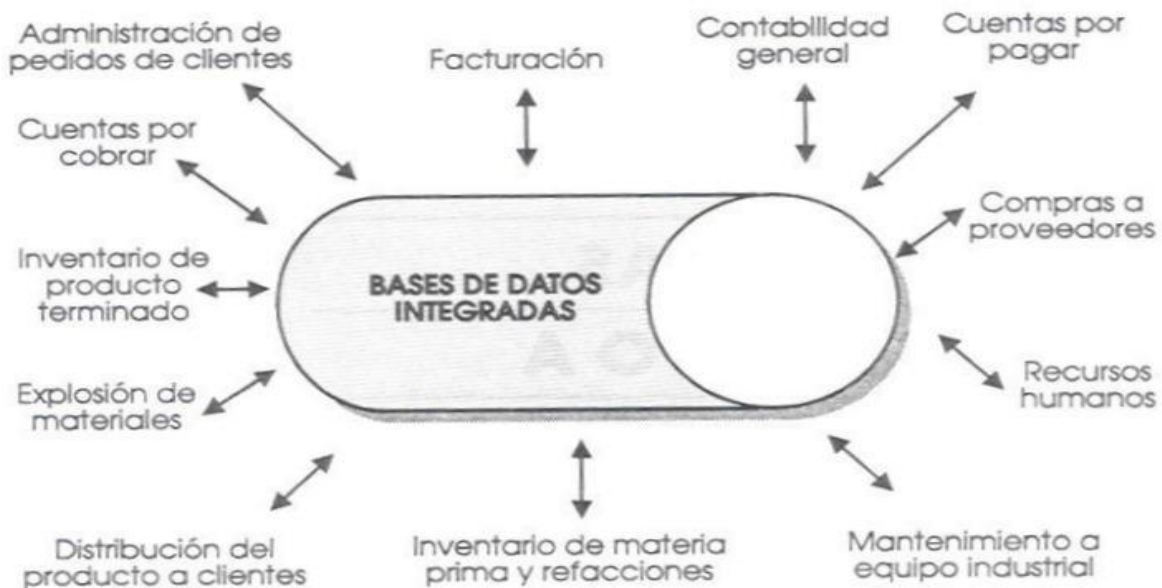 Administración de
pedidos de clientes
Facturación
Contabilidad
general
Cuentas por
pagar
Cuentas por
cobrar
Compras a
proveedores
Inventario de
producto
terminado
BASES DE DATOS
INTEGRADAS
Explosión de
materiales
Recursos
humanos
Distribución del
producto a clientes
Inventario de materia
prima y refacciones
Mantenimiento a
equipo industrial